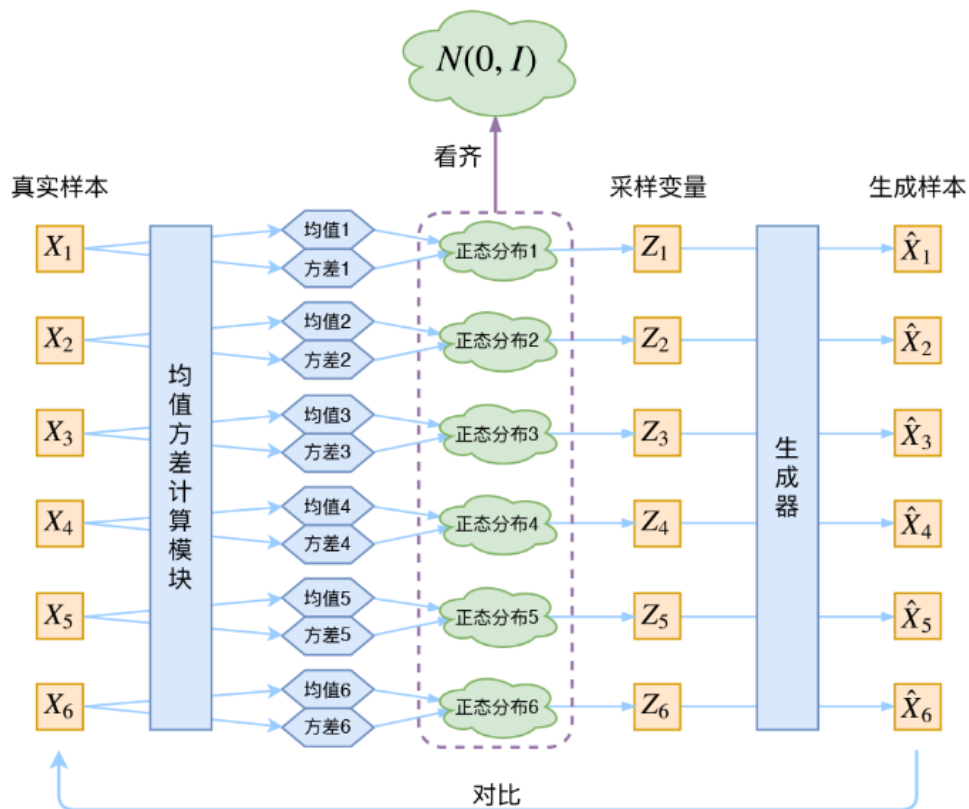 N(0, I)
看齐
真实样本
采样变量
生成样本
X₁
均值1
方差1
正态分布1
Z₁
X̂₁
X₂
均值2
方差2
正态分布2
Z₂
X̂₂
X₃
均值3
方差3
正态分布3
Z₃
X̂₃
X₄
均值4
方差4
正态分布4
Z₄
X̂₄
X₅
均值5
方差5
正态分布5
Z₅
X̂₅
X₆
均值6
方差6
正态分布6
Z₆
X̂₆
均值方差计算模块
生成器
对比